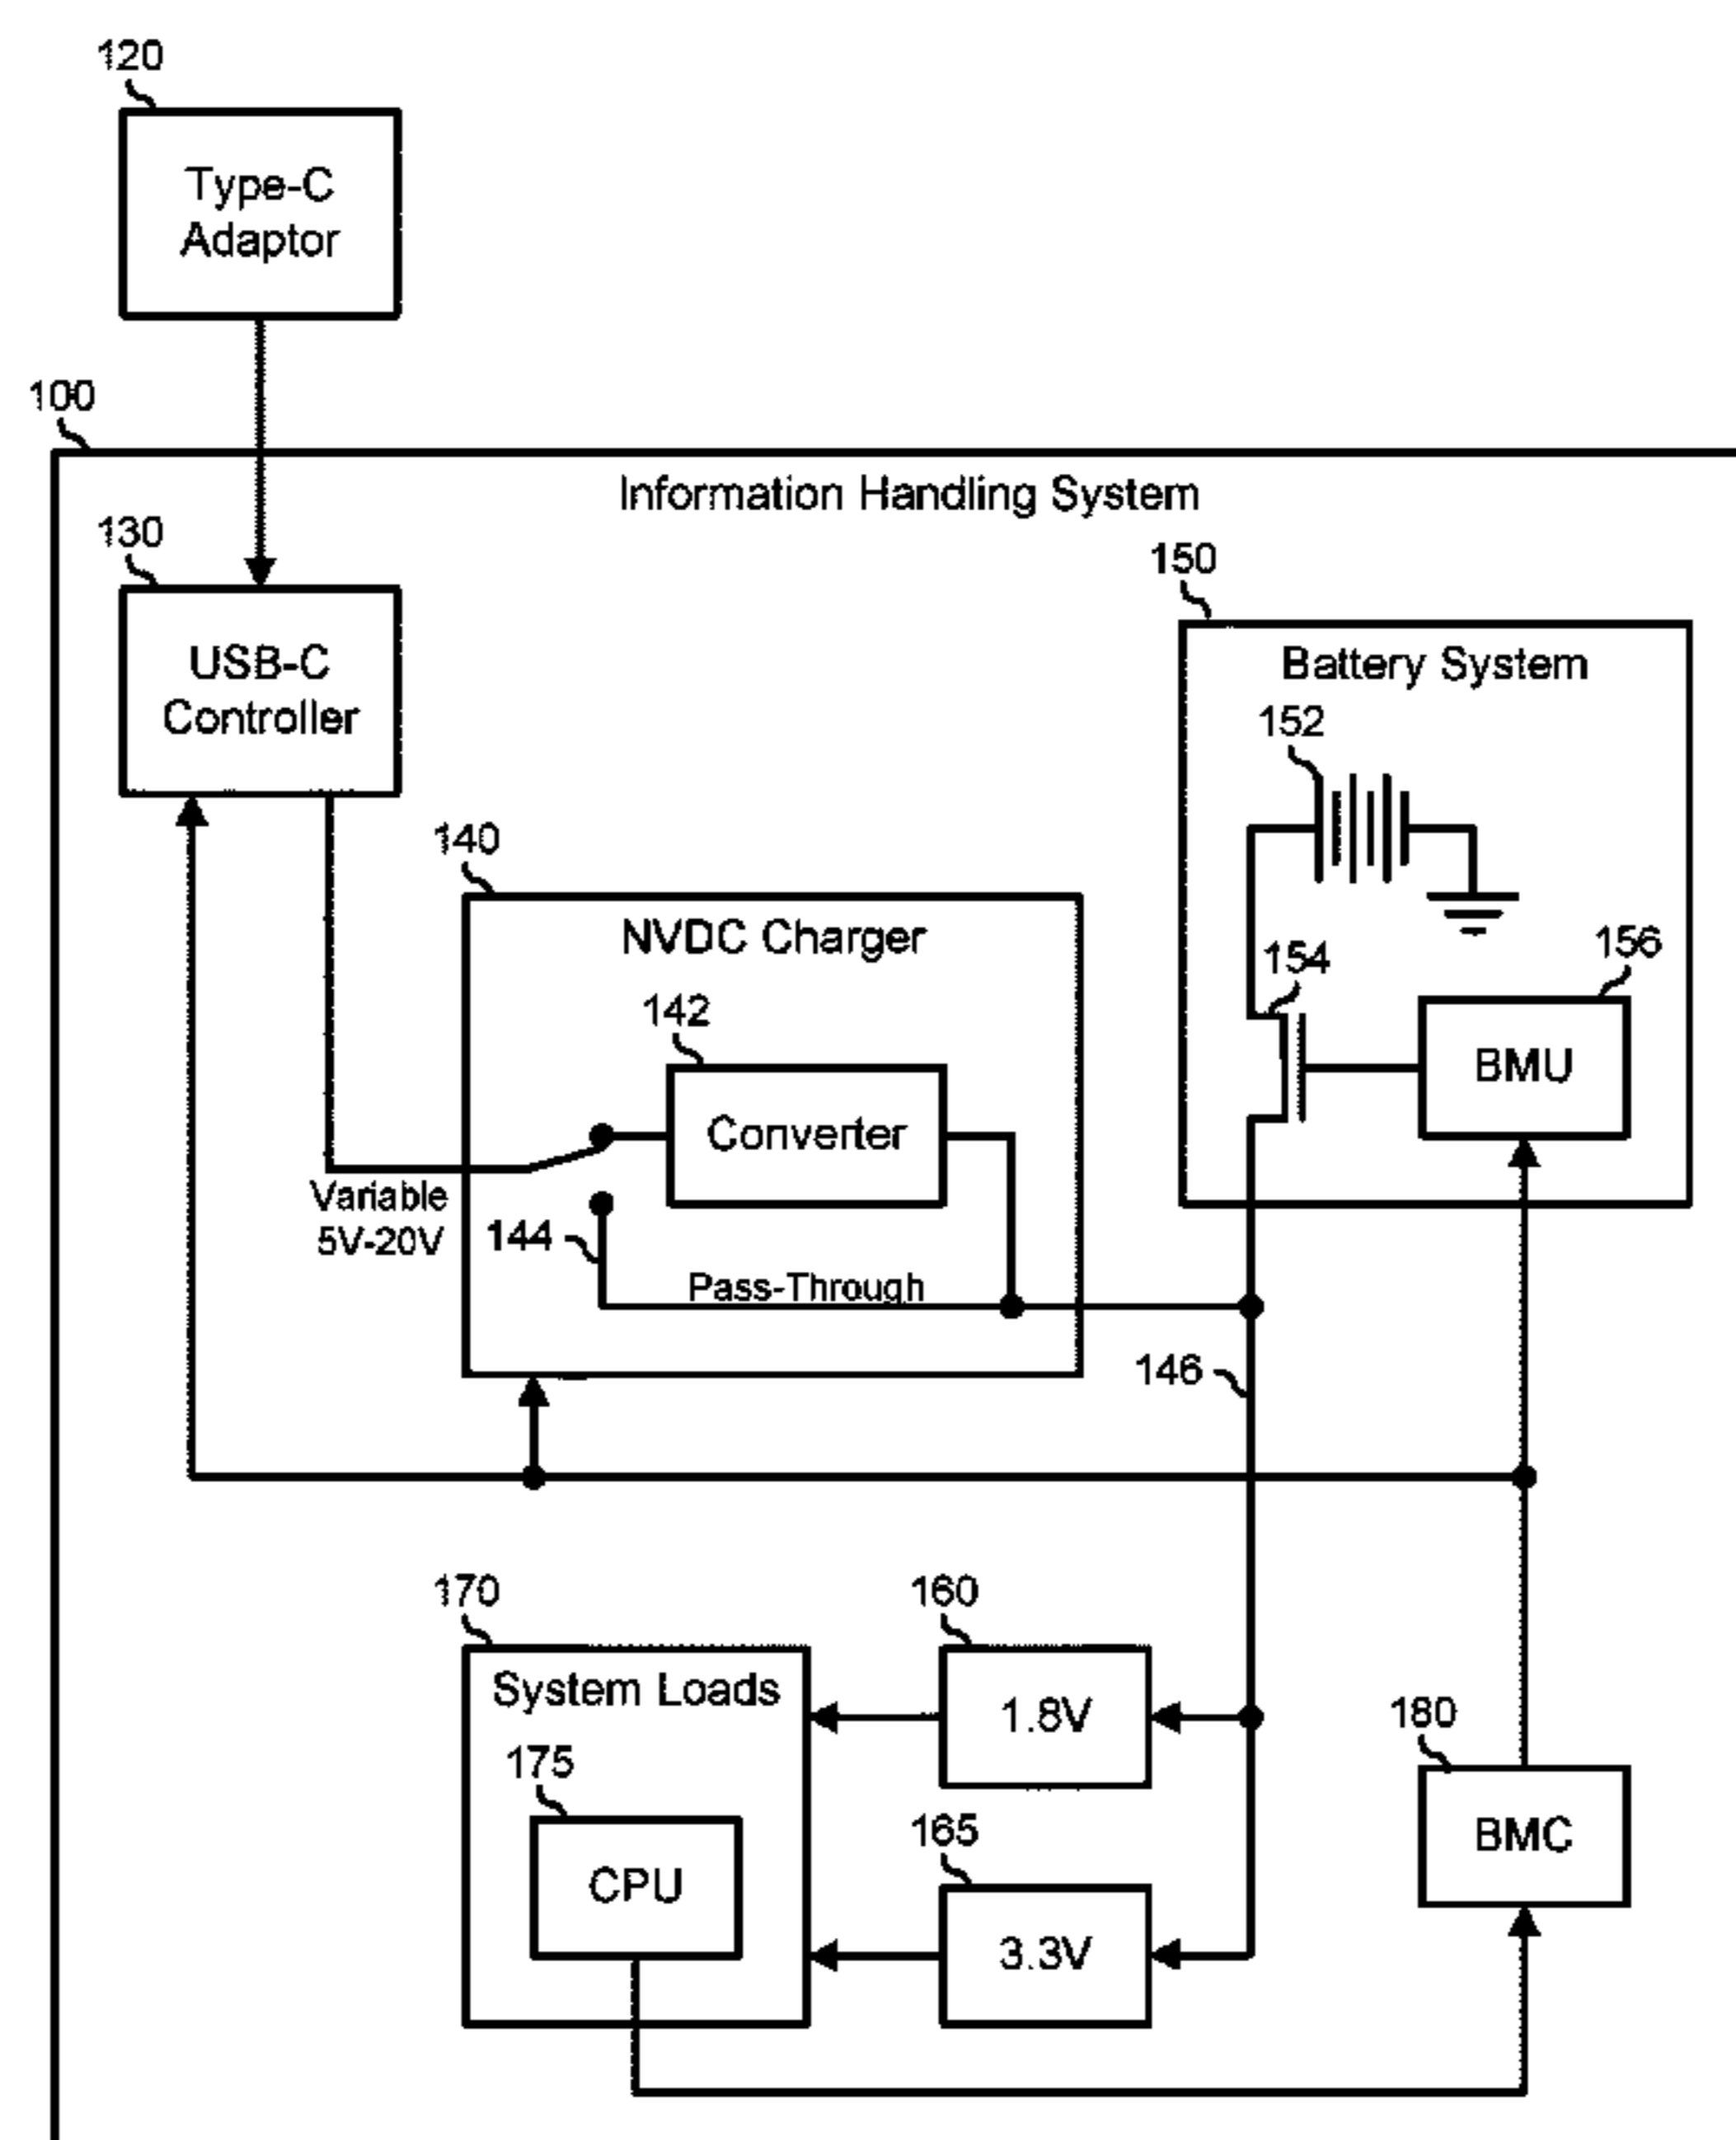 120
Type-C
Adaptor
100
Information Handling System
130
USB-C
Controller
150
Battery System
152
154
156
BMU
140
NVDC Charger
142
Converter
Variable
5V-20V
144
Pass-Through
146
170
System Loads
175
CPU
160
1.8V
165
3.3V
180
BMC